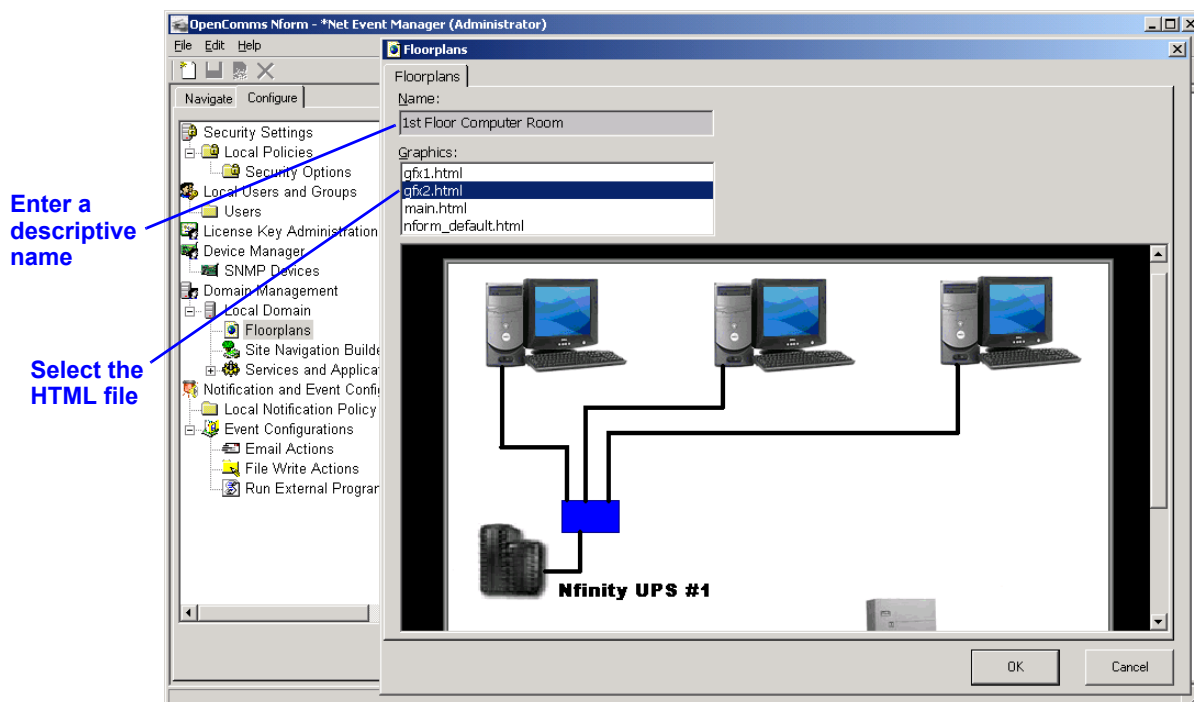 OpenComms Nform - *Net Event Manager (Administrator)
File Edit Help
Navigate Configure
Security Settings
Local Policies
Security Options
Local Users and Groups
Users
License Key Administration
Device Manager
SNMP Devices
Domain Management
Local Domain
Floorplans
Site Navigation Builde
Services and Applicat
Notification and Event Confi
Local Notification Policy
Event Configurations
Email Actions
File Write Actions
Run External Program
Enter a
descriptive
name
Select the
HTML file
Floorplans
Floorplans
Name:
1st Floor Computer Room
Graphics:
gfx1.html
gfx2.html
main.html
nform_default.html
Nfinity UPS #1
OK Cancel